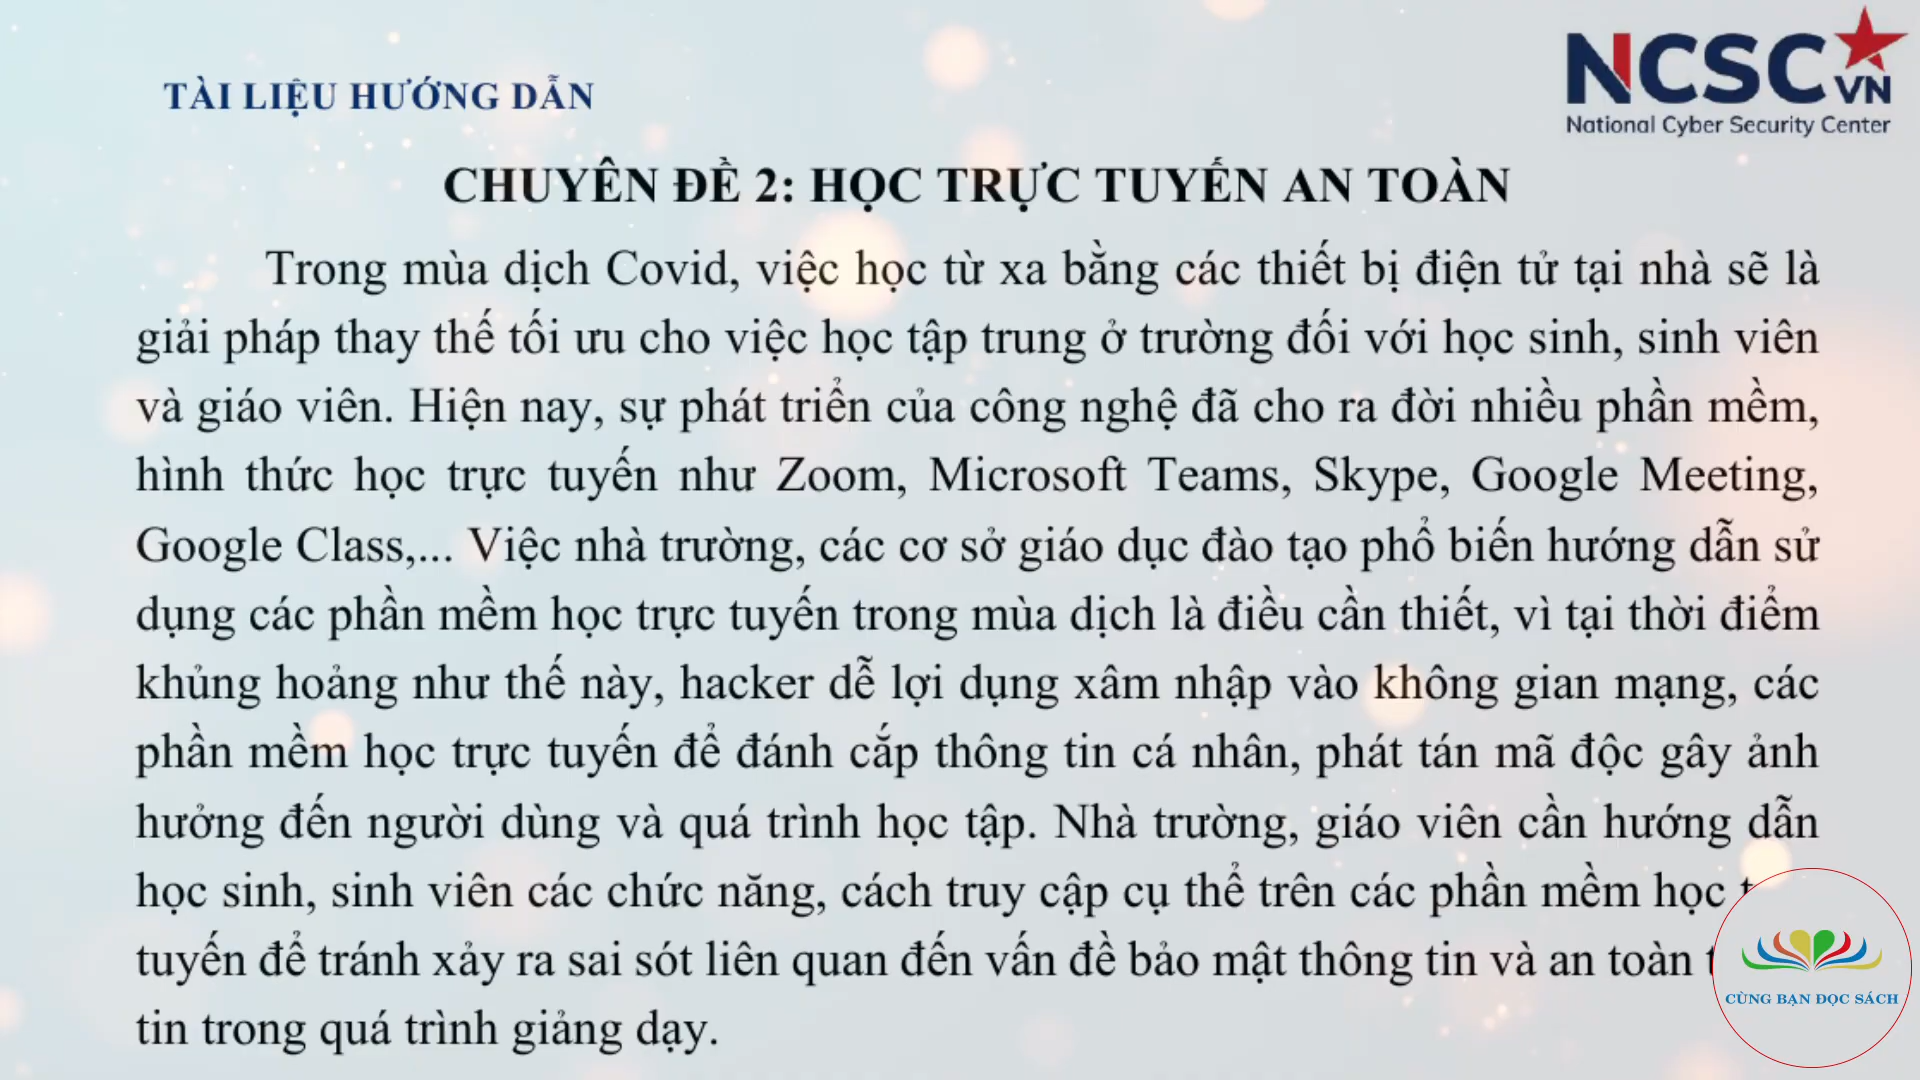 TÀI LIỆU HƯỚNG DẪN
NCSC VN
National Cyber Security Center
CHUYÊN ĐỀ 2: HỌC TRỰC TUYẾN AN TOÀN
Trong mùa dịch Covid, việc học từ xa bằng các thiết bị điện tử tại nhà sẽ là
giải pháp thay thế tối ưu cho việc học tập trung ở trường đối với học sinh, sinh viên
và giáo viên. Hiện nay, sự phát triển của công nghệ đã cho ra đời nhiều phần mềm,
hình thức học trực tuyến như Zoom, Microsoft Teams, Skype, Google Meeting,
Google Class,... Việc nhà trường, các cơ sở giáo dục đào tạo phổ biến hướng dẫn sử
dụng các phần mềm học trực tuyến trong mùa dịch là điều cần thiết, vì tại thời điểm
khủng hoảng như thế này, hacker dễ lợi dụng xâm nhập vào không gian mạng, các
phần mềm học trực tuyến để đánh cắp thông tin cá nhân, phát tán mã độc gây ảnh
hưởng đến người dùng và quá trình học tập. Nhà trường, giáo viên cần hướng dẫn
học sinh, sinh viên các chức năng, cách truy cập cụ thể trên các phần mềm học
tuyến để tránh xảy ra sai sót liên quan đến vấn đề bảo mật thông tin và an toàn
tin trong quá trình giảng dạy.
CÙNG BẠN ĐỌC SÁCH